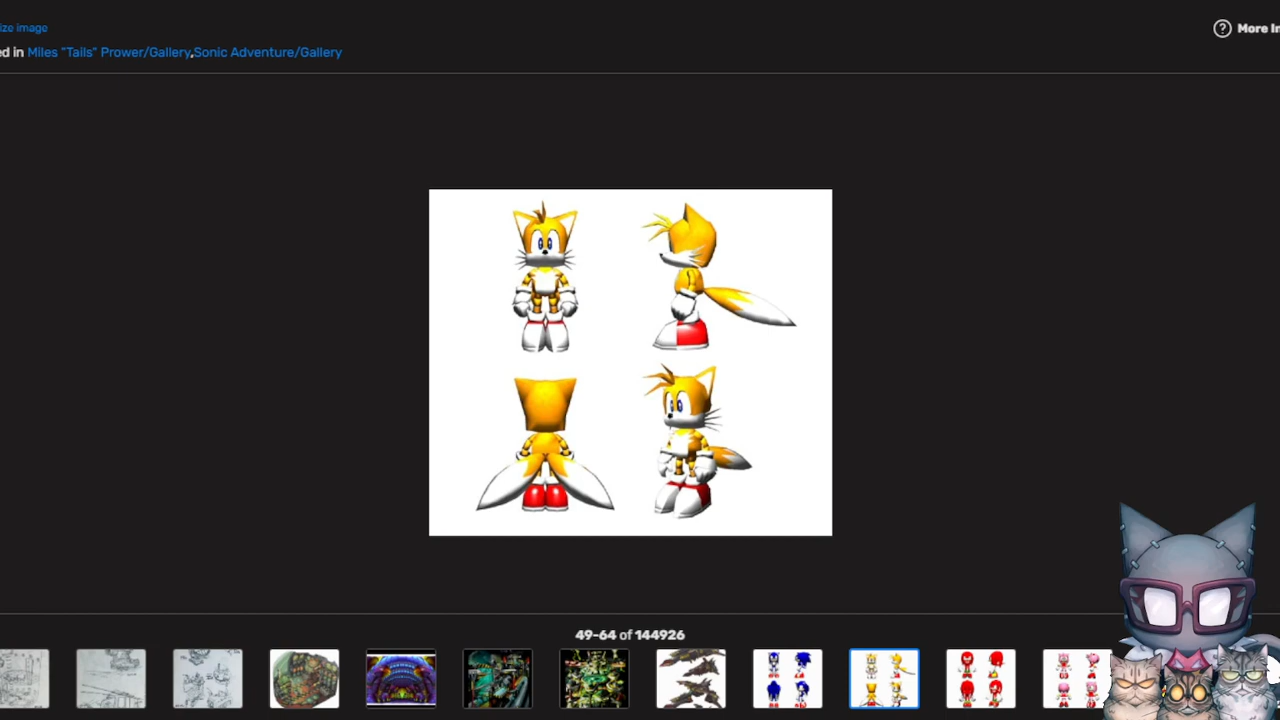 ize image
More In
ed in Miles "Tails" Prower/Gallery,Sonic Adventure/Gallery
49-64 of 144926